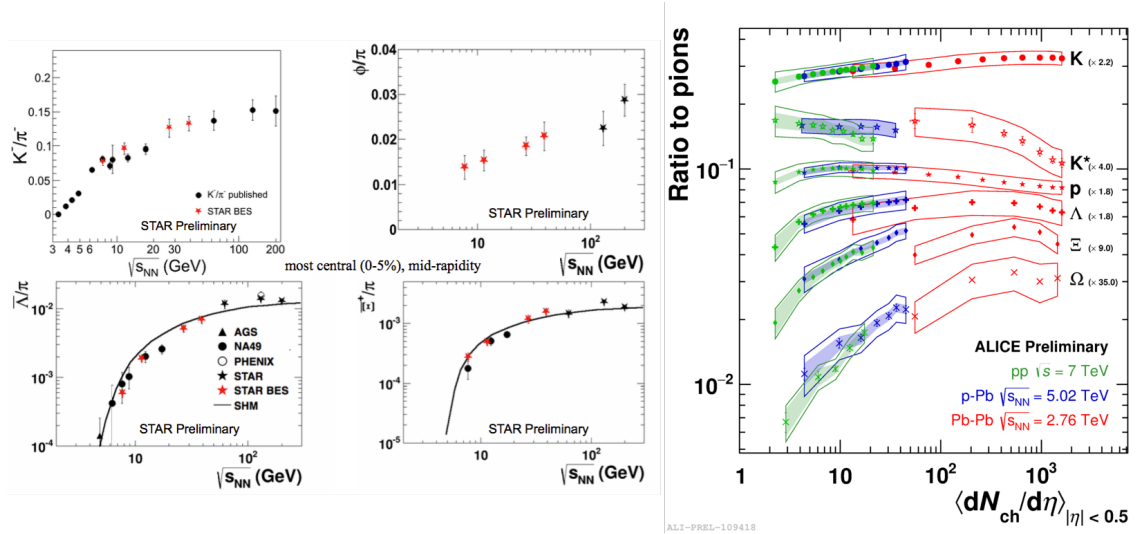 K⁻/π⁻
0.2
0.15
0.1
0.05
0
3 4 5 6 7 10 20 30 100 200
√sNN (GeV)
K⁻/π⁻ published
STAR BES
STAR Preliminary
ϕ/π
0.04
0.03
0.02
0.01
0
10
10²
√sNN (GeV)
STAR Preliminary
most central (0-5%), mid-rapidity
Λ̅/π
10⁻²
10⁻³
10⁻⁴
10
10²
√sNN (GeV)
AGS
NA49
PHENIX
STAR
STAR BES
SHM
STAR Preliminary
Ξ̅⁺/π
10⁻³
10⁻⁴
10⁻⁵
10
10²
√sNN (GeV)
STAR Preliminary
Ratio to pions
10⁻¹
10⁻²
K (× 2.2)
K* (× 4.0)
p (× 1.8)
Λ (× 1.8)
Ξ (× 9.0)
Ω (× 35.0)
ALICE Preliminary
pp √s = 7 TeV
p-Pb √sNN = 5.02 TeV
Pb-Pb √sNN = 2.76 TeV
1 10 10² 10³
⟨dNch/dη⟩|η| < 0.5
ALI-PREL-109418